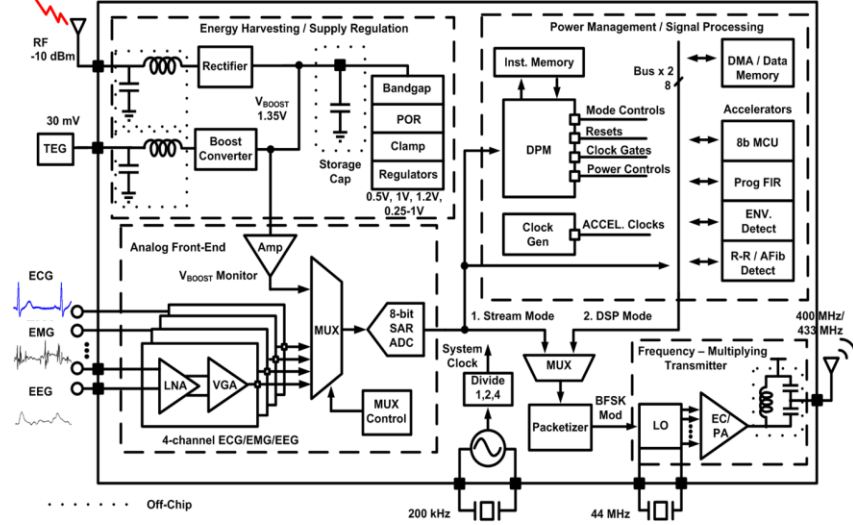 Energy Harvesting / Supply Regulation
Power Management / Signal Processing
RF
-10 dBm
Rectifier
VBOOST
1.35V
30 mV
TEG
Boost
Converter
Storage
Cap
Bandgap
POR
Clamp
Regulators
0.5V, 1V, 1.2V,
0.25-1V
Inst. Memory
DPM
Mode Controls
Resets
Clock Gates
Power Controls
Clock
Gen
ACCEL. Clocks
Bus x 2
8
DMA / Data
Memory
Accelerators
8b MCU
Prog FIR
ENV.
Detect
R-R / AFib
Detect
Analog Front-End
Amp
VBOOST Monitor
ECG
EMG
EEG
LNA
VGA
MUX
8-bit
SAR
ADC
MUX
Control
4-channel ECG/EMG/EEG
1. Stream Mode
2. DSP Mode
System
Clock
Divide
1,2,4
MUX
Packetizer
BFSK
Mod
400 MHz/
433 MHz
Frequency – Multiplying
Transmitter
LO
EC/
PA
Off-Chip
200 kHz
44 MHz